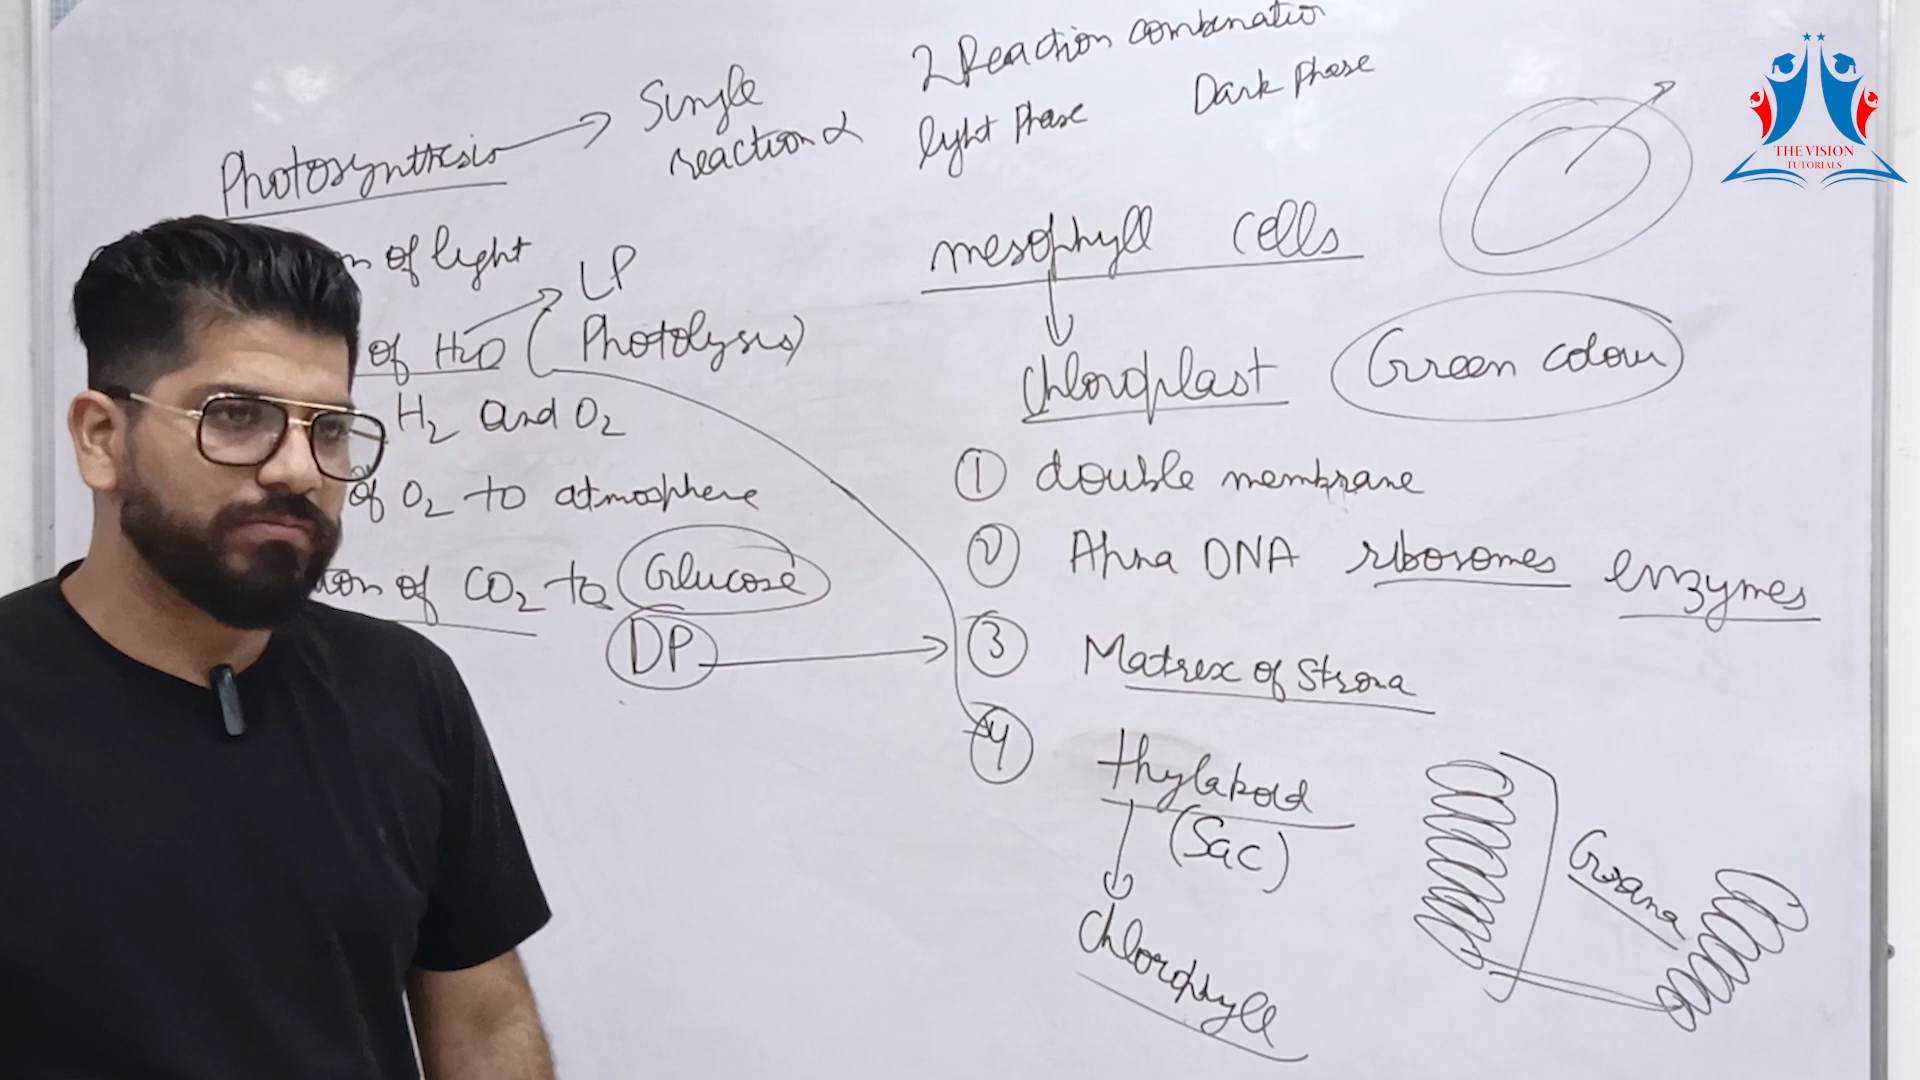 Photosynthesis → Single reaction
2 Reaction combinatio
light Phase Dark Phase
n of light
LP
of H2O ( Photolysis)
H2 and O2
of O2 to atmosphere
tion of CO2 to Glucose
DP
mesophyll cells
chloroplast Green colour
① double membrane
② Apna DNA ribosomes enzymes
③ Matrix of Stroma
④ thylakoid
(Sac)
chlorophyll
Grana
THE VISION
TUTORIALS